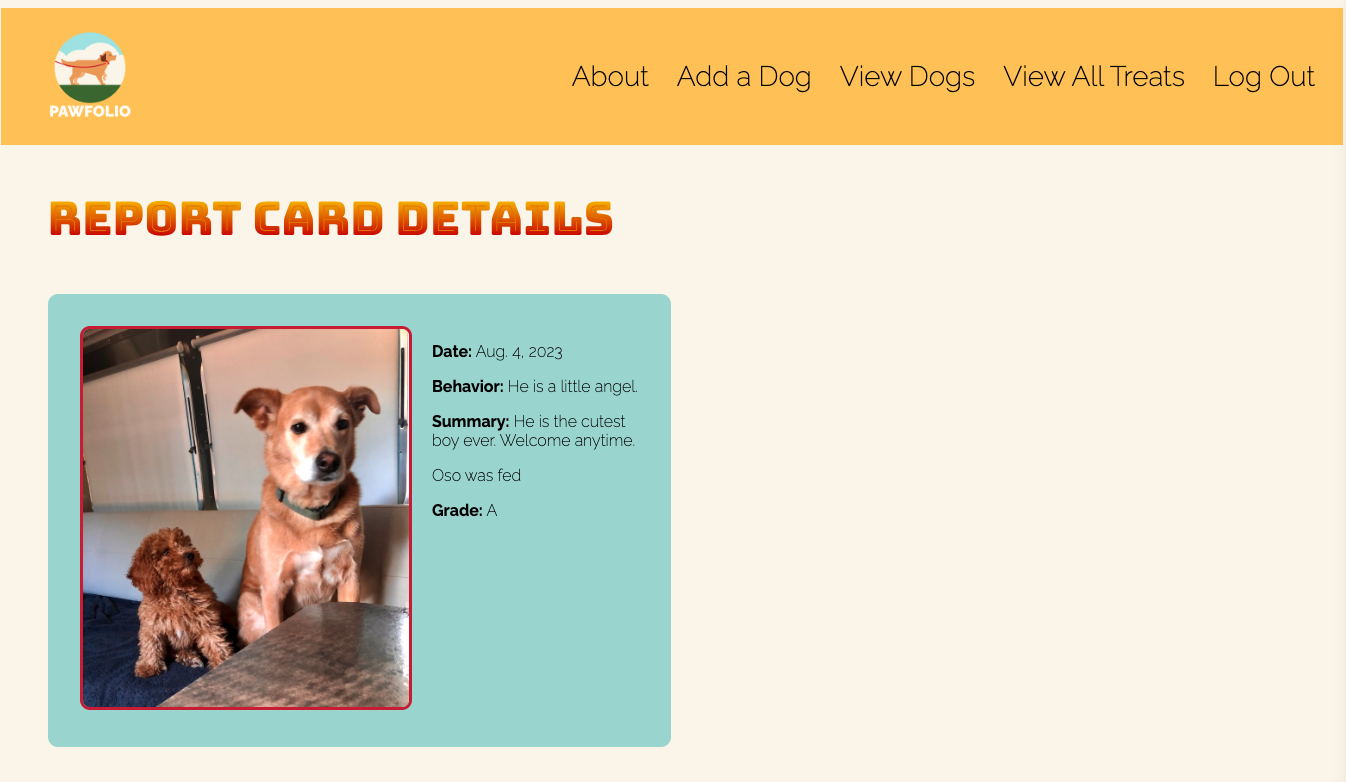 PAWFOLIO
About Add a Dog View Dogs View All Treats Log Out
REPORT CARD DETAILS
Date: Aug. 4, 2023
Behavior: He is a little angel.
Summary: He is the cutest
boy ever. Welcome anytime.
Oso was fed
Grade: A